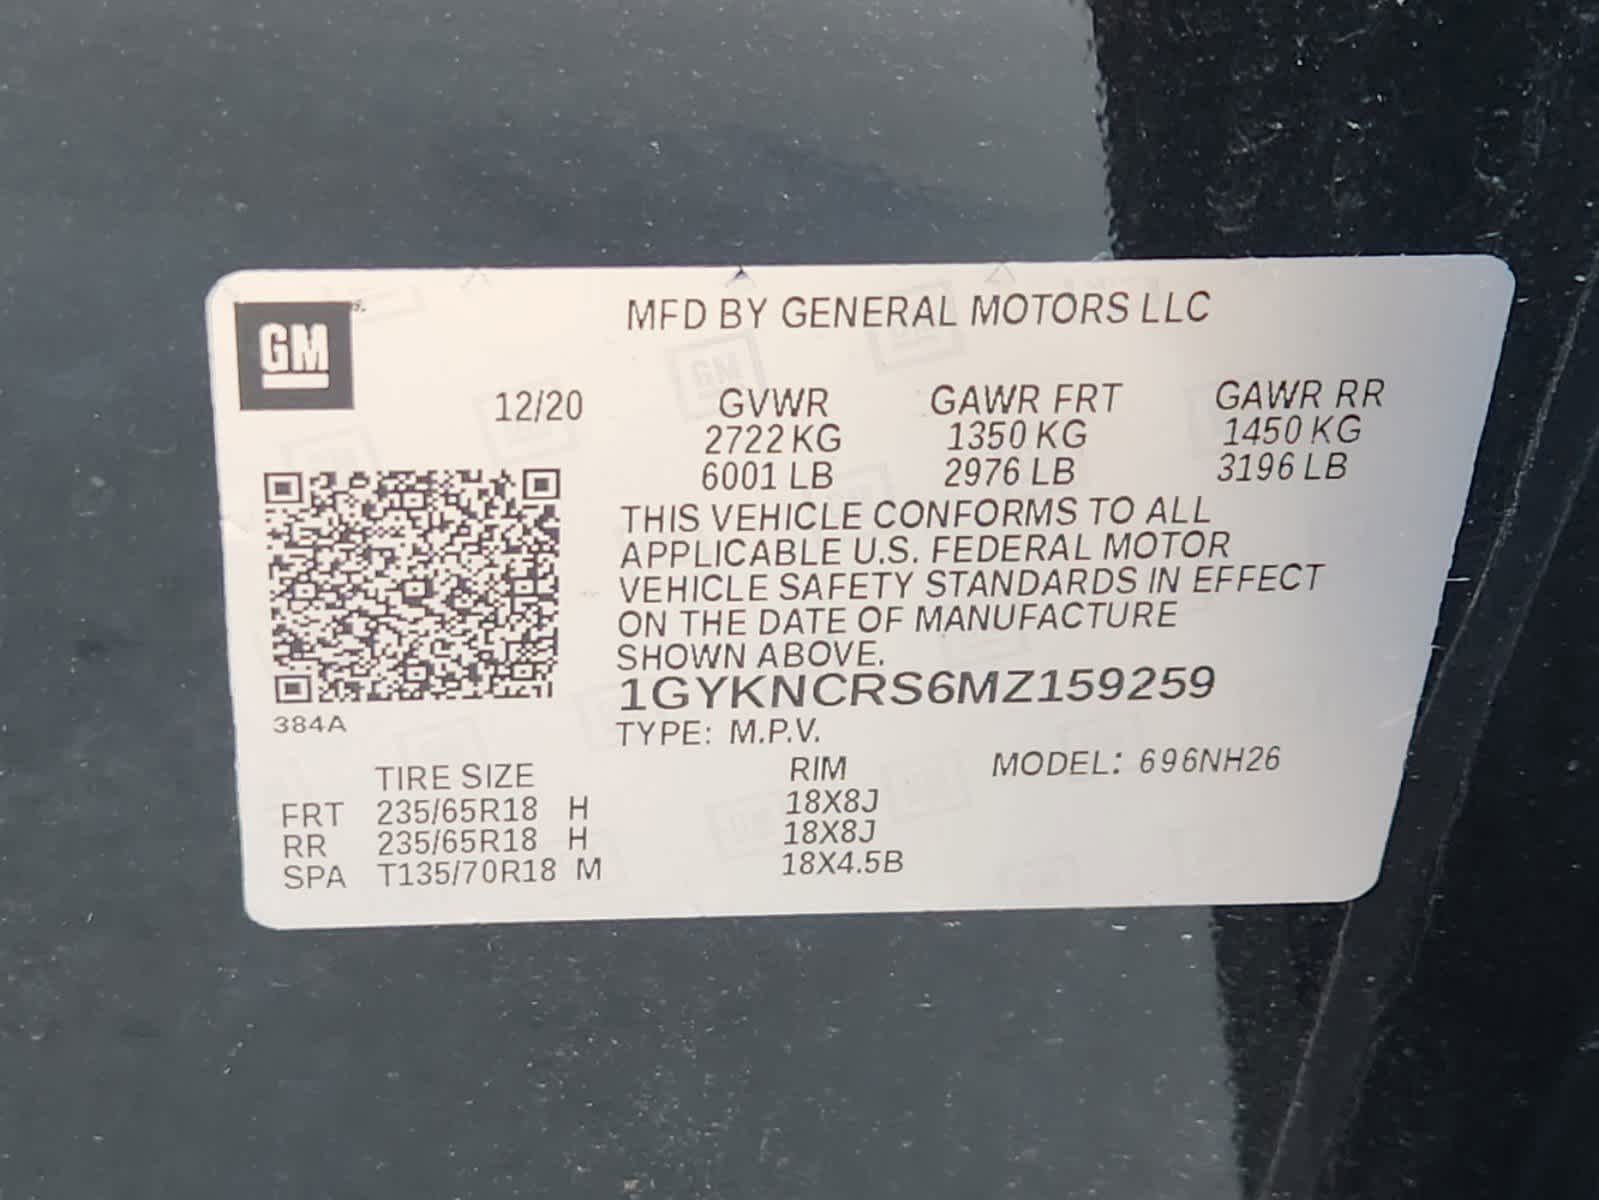 GM
MFD BY GENERAL MOTORS LLC
12/20 GVWR GAWR FRT GAWR RR
2722 KG 1350 KG 1450 KG
6001 LB 2976 LB 3196 LB
THIS VEHICLE CONFORMS TO ALL
APPLICABLE U.S. FEDERAL MOTOR
VEHICLE SAFETY STANDARDS IN EFFECT
ON THE DATE OF MANUFACTURE
SHOWN ABOVE.
1GYKNCRS6MZ159259
384A
TYPE: M.P.V.
TIRE SIZE RIM MODEL: 696NH26
FRT 235/65R18 H 18X8J
RR 235/65R18 H 18X8J
SPA T135/70R18 M 18X4.5B